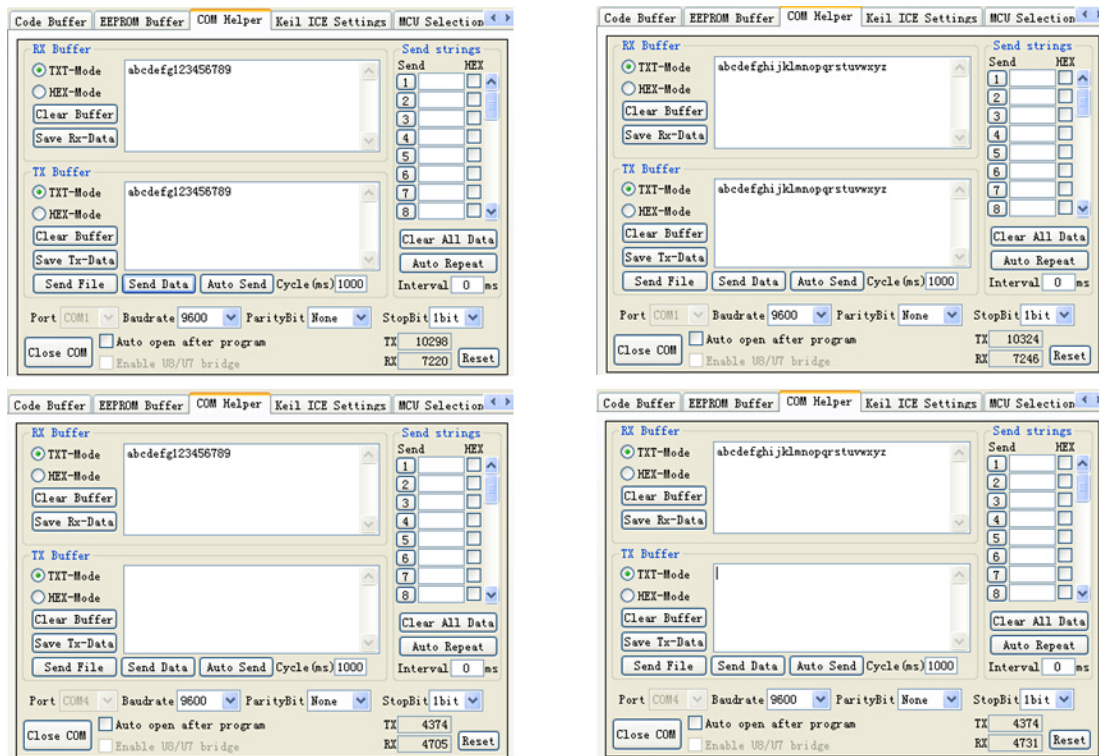 Code Buffer EEPROM Buffer COM Helper Keil ICE Settings MCU Selection
RX Buffer
TXT-Mode
HEX-Mode
Clear Buffer
Save Rx-Data
abcdefg123456789
TX Buffer
TXT-Mode
HEX-Mode
Clear Buffer
Save Tx-Data
abcdefg123456789
Send File Send Data Auto Send Cycle(ms) 1000
Send strings
Send HEX
1
2
3
4
5
6
7
8
Clear All Data
Auto Repeat
Interval 0 ms
Port COM1 Baudrate 9600 ParityBit None StopBit 1bit
Close COM
Auto open after program
Enable U8/U7 bridge
TX 10298
RX 7220 Reset
Code Buffer EEPROM Buffer COM Helper Keil ICE Settings MCU Selection
RX Buffer
TXT-Mode
HEX-Mode
Clear Buffer
Save Rx-Data
abcdefghijklmnopqrstuvwxyz
TX Buffer
TXT-Mode
HEX-Mode
Clear Buffer
Save Tx-Data
abcdefghijklmnopqrstuvwxyz
Send File Send Data Auto Send Cycle(ms) 1000
Send strings
Send HEX
1
2
3
4
5
6
7
8
Clear All Data
Auto Repeat
Interval 0 ms
Port COM1 Baudrate 9600 ParityBit None StopBit 1bit
Close COM
Auto open after program
Enable U8/U7 bridge
TX 10324
RX 7246 Reset
Code Buffer EEPROM Buffer COM Helper Keil ICE Settings MCU Selection
RX Buffer
TXT-Mode
HEX-Mode
Clear Buffer
Save Rx-Data
abcdefg123456789
TX Buffer
TXT-Mode
HEX-Mode
Clear Buffer
Save Tx-Data
Send File Send Data Auto Send Cycle(ms) 1000
Send strings
Send HEX
1
2
3
4
5
6
7
8
Clear All Data
Auto Repeat
Interval 0 ms
Port COM4 Baudrate 9600 ParityBit None StopBit 1bit
Close COM
Auto open after program
Enable U8/U7 bridge
TX 4374
RX 4705 Reset
Code Buffer EEPROM Buffer COM Helper Keil ICE Settings MCU Selection
RX Buffer
TXT-Mode
HEX-Mode
Clear Buffer
Save Rx-Data
abcdefghijklmnopqrstuvwxyz
TX Buffer
TXT-Mode
HEX-Mode
Clear Buffer
Save Tx-Data
Send File Send Data Auto Send Cycle(ms) 1000
Send strings
Send HEX
1
2
3
4
5
6
7
8
Clear All Data
Auto Repeat
Interval 0 ms
Port COM4 Baudrate 9600 ParityBit None StopBit 1bit
Close COM
Auto open after program
Enable U8/U7 bridge
TX 4374
RX 4731 Reset